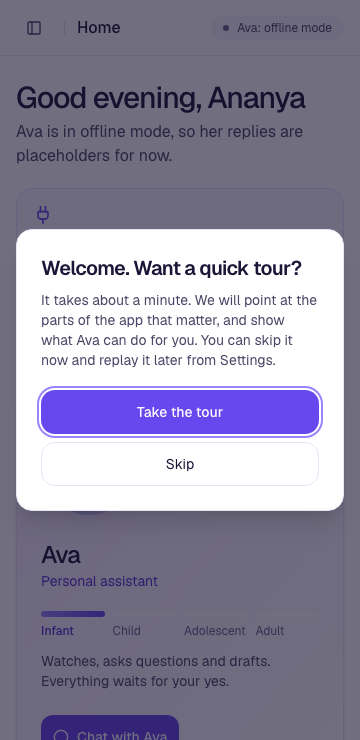 Home
Ava: offline mode
Good evening, Ananya
Ava is in offline mode, so her replies are
placeholders for now.
Welcome. Want a quick tour?
It takes about a minute. We will point at the
parts of the app that matter, and show
what Ava can do for you. You can skip it
now and replay it later from Settings.
Take the tour
Skip
Ava
Personal assistant
Infant
Child
Adolescent
Adult
Watches, asks questions and drafts.
Everything waits for your yes.
Chat with Ava